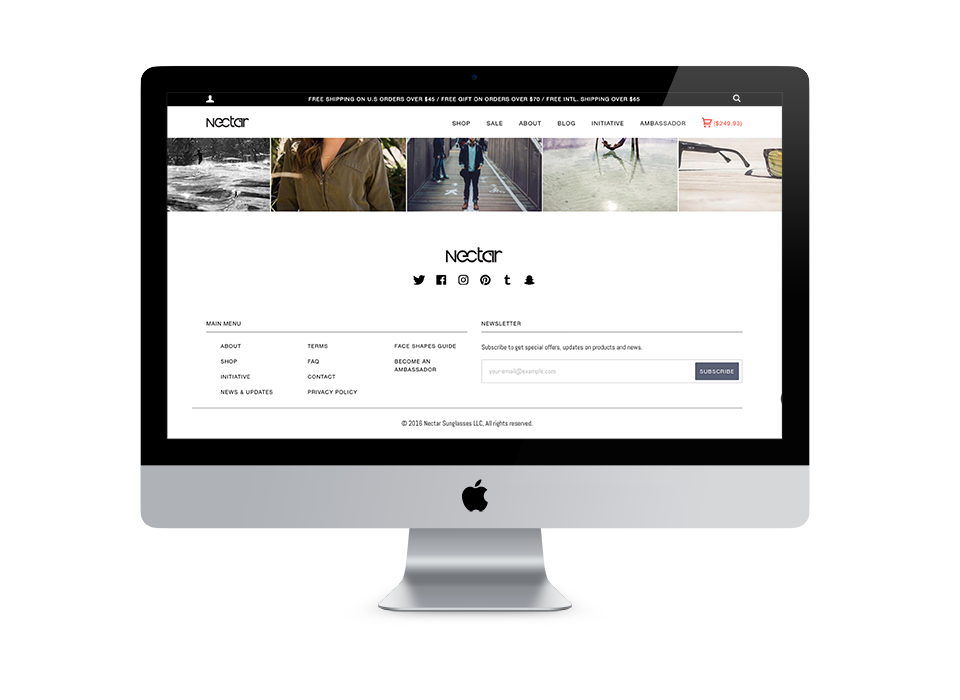 FREE SHIPPING ON U.S ORDERS OVER $45 / FREE GIFT ON ORDERS OVER $70 / FREE INTL. SHIPPING OVER $65
Nectar SHOP SALE ABOUT BLOG INITIATIVE AMBASSADOR ($249.93)
Nectar
MAIN MENU
ABOUT TERMS FACE SHAPES GUIDE
SHOP FAQ BECOME AN
AMBASSADOR
INITIATIVE CONTACT
NEWS & UPDATES PRIVACY POLICY
NEWSLETTER
Subscribe to get special offers, updates on products and news.
your-email@example.com SUBSCRIBE
© 2016 Nectar Sunglasses LLC, All rights reserved.